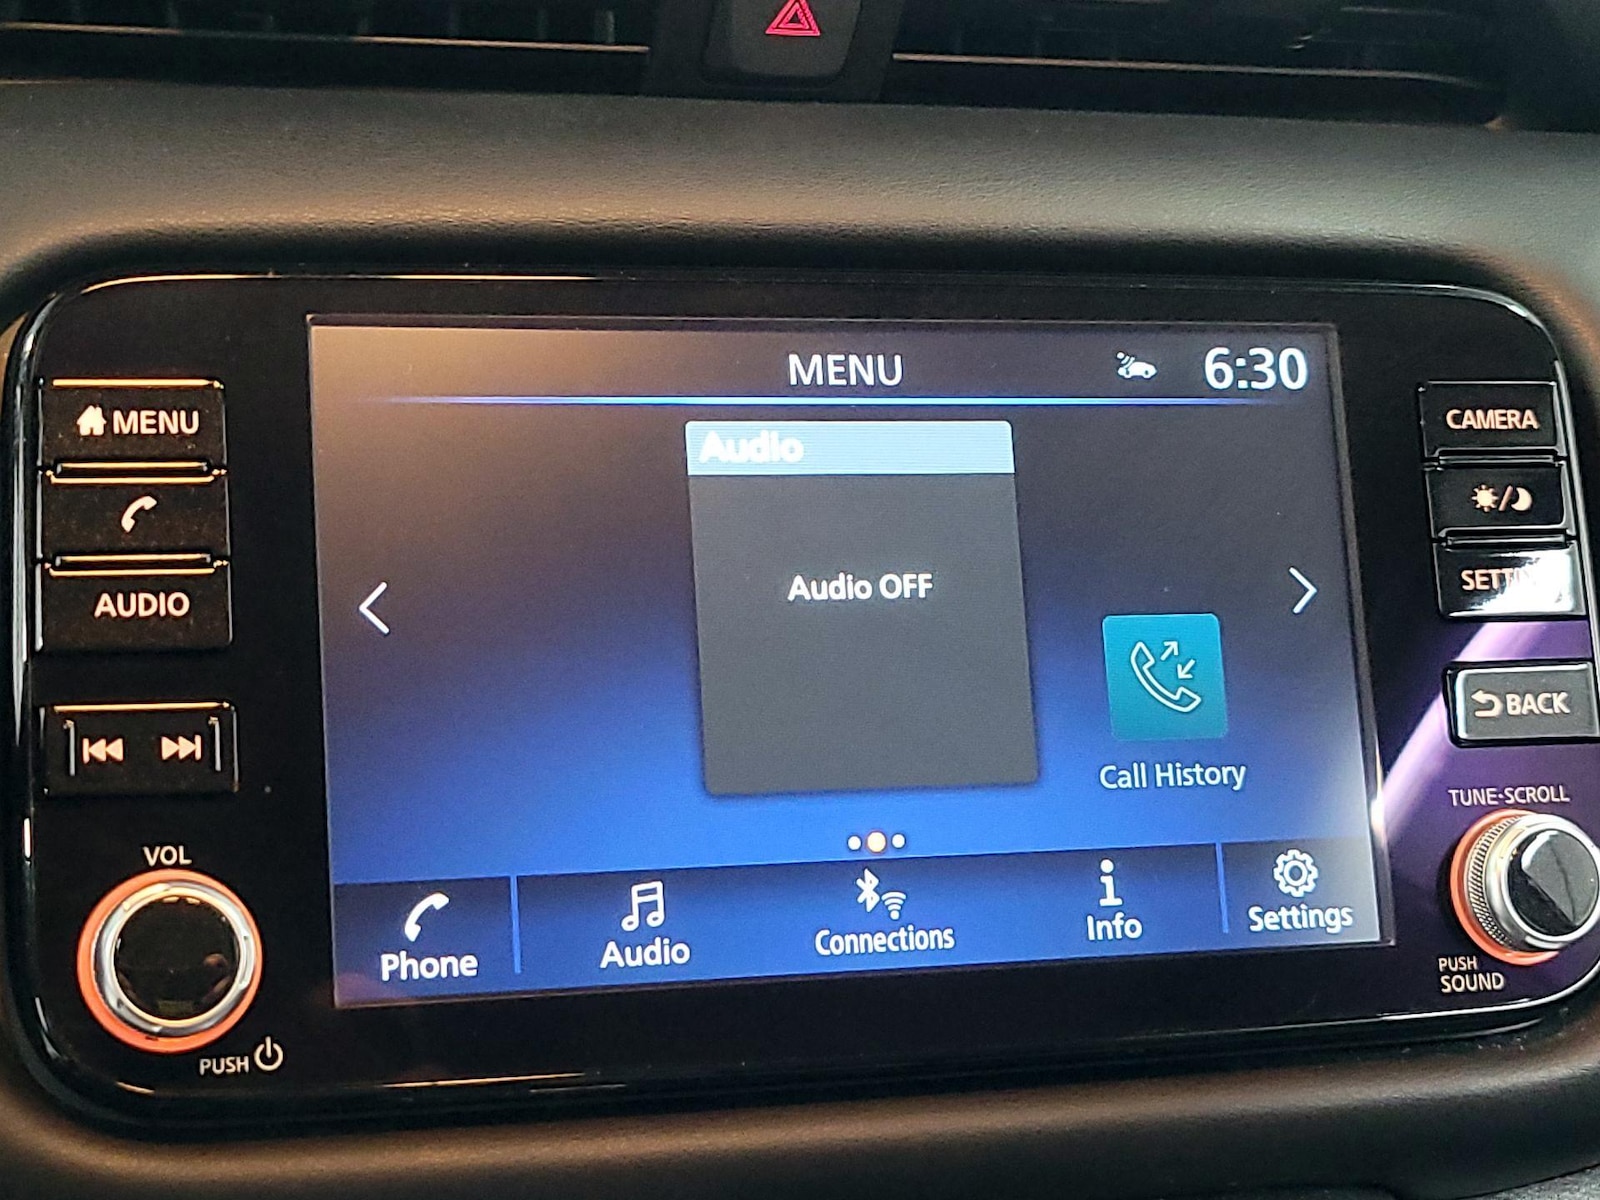 MENU
6:30
MENU
CAMERA
Audio
AUDIO
Audio OFF
BACK
Call History
TUNE·SCROLL
VOL
Phone
Audio
Connections
Info
Settings
PUSH
SOUND
PUSH